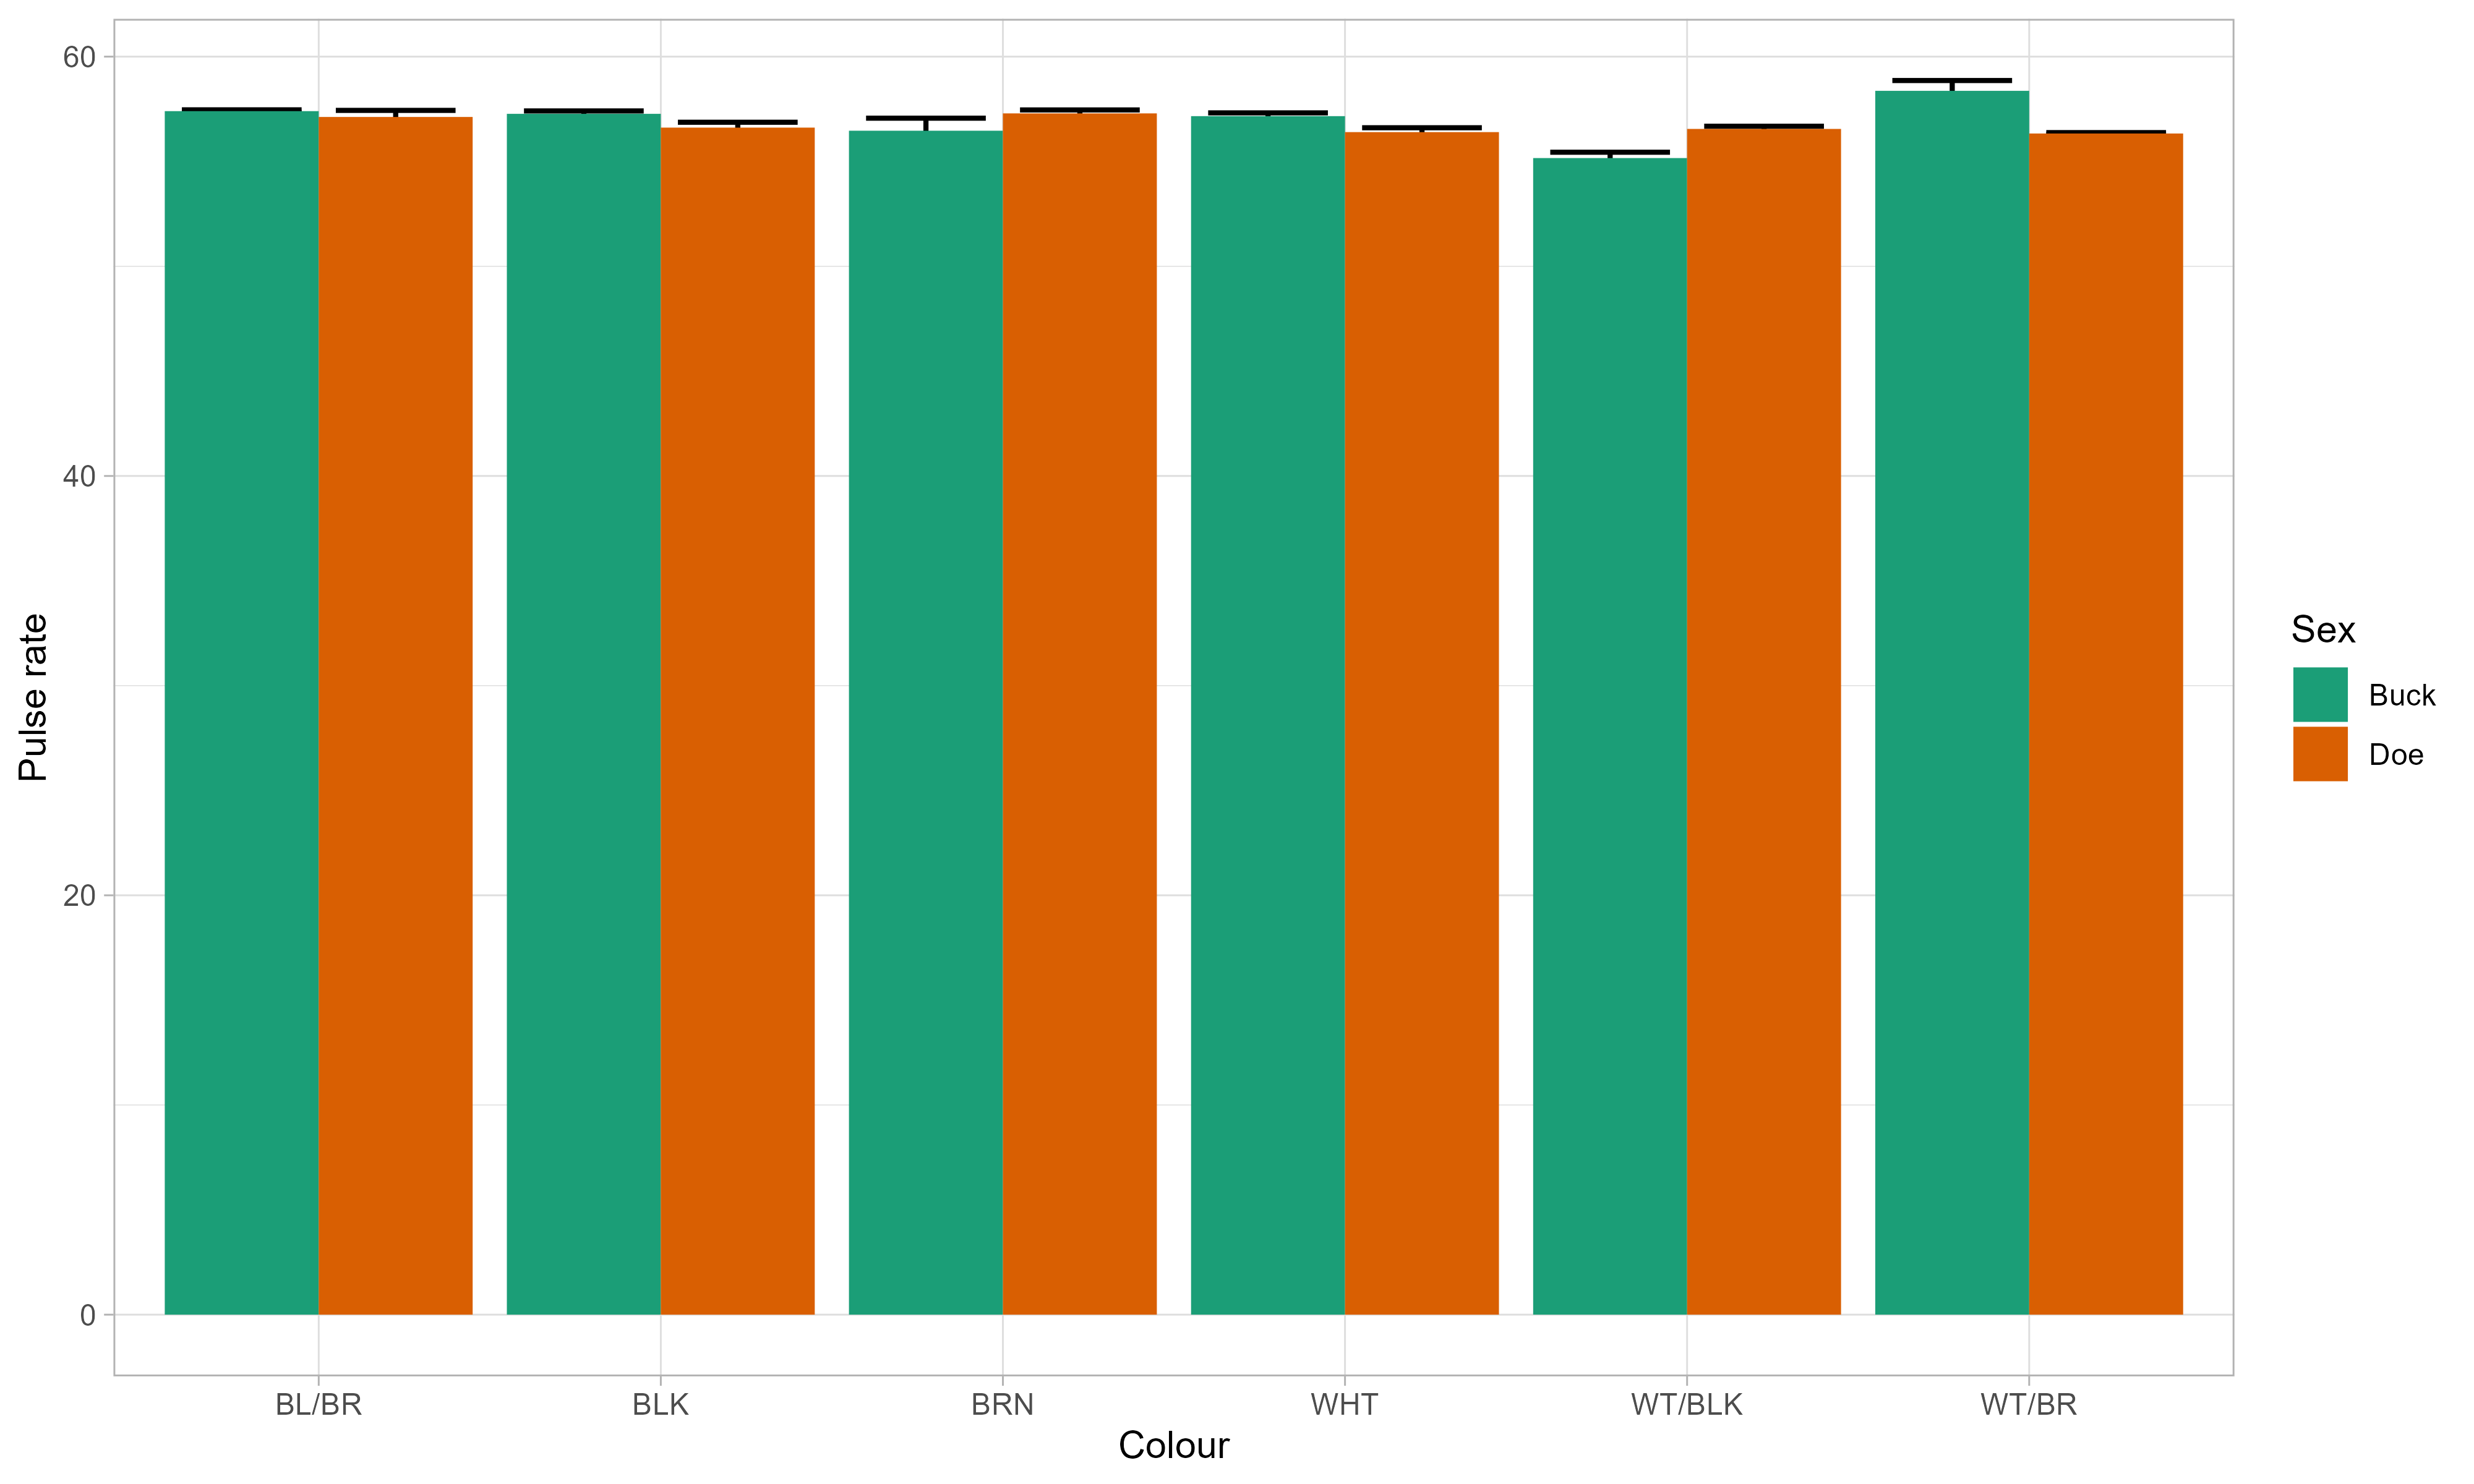 60
40
20
0
Pulse rate
BL/BR BLK BRN WHT WT/BLK WT/BR
Colour
Sex
Buck
Doe